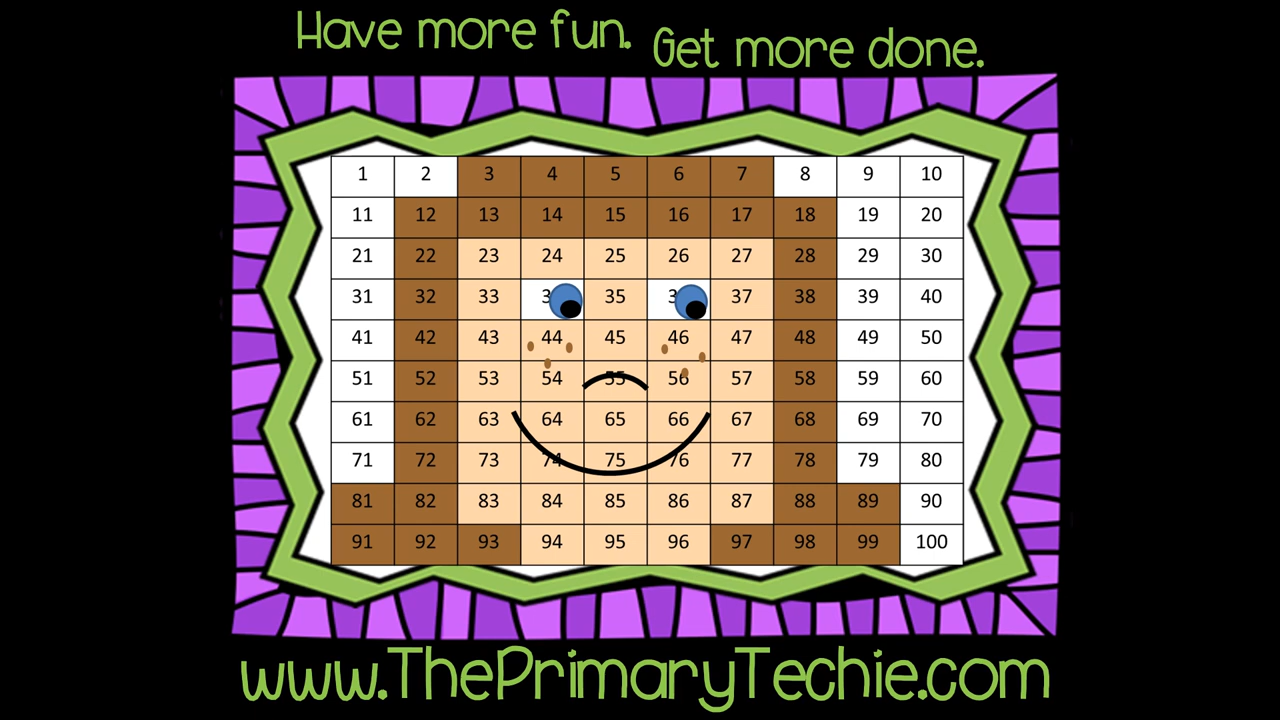 Have more fun. Get more done.
1 2 3 4 5 6 7 8 9 10
11 12 13 14 15 16 17 18 19 20
21 22 23 24 25 26 27 28 29 30
31 32 33 3 35 3 37 38 39 40
41 42 43 44 45 46 47 48 49 50
51 52 53 54 55 56 57 58 59 60
61 62 63 64 65 66 67 68 69 70
71 72 73 74 75 76 77 78 79 80
81 82 83 84 85 86 87 88 89 90
91 92 93 94 95 96 97 98 99 100
www.ThePrimaryTechie.com